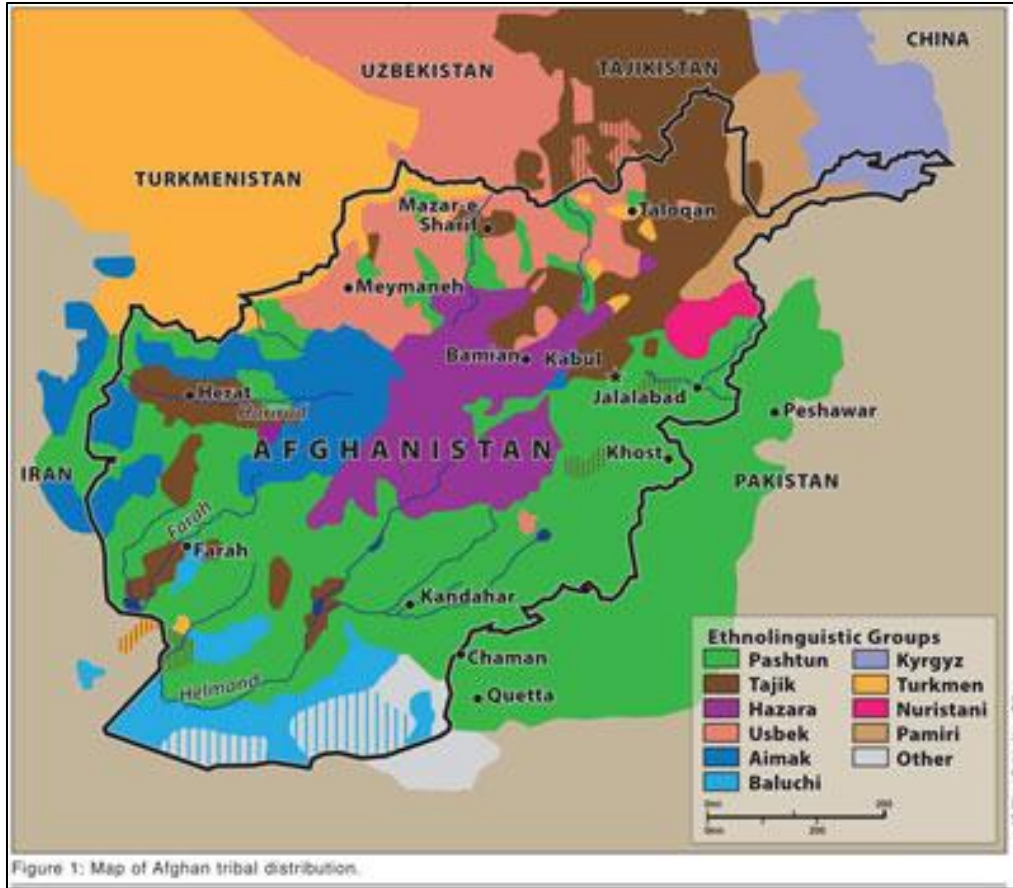 CHINA
UZBEKISTAN
TAJIKISTAN
TURKMENISTAN
Mazar-e
Sharif
Taloqan
Meymaneh
Bamian
Kabul
Herat
Harirud
Jalalabad
Peshawar
AFGHANISTAN
Khost
IRAN
PAKISTAN
Farah
Farah
Kandahar
Chaman
Helmand
Quetta
Ethnolinguistic Groups
Pashtun
Tajik
Hazara
Usbek
Aimak
Baluchi
Kyrgyz
Turkmen
Nuristani
Pamiri
Other
Figure 1: Map of Afghan tribal distribution.